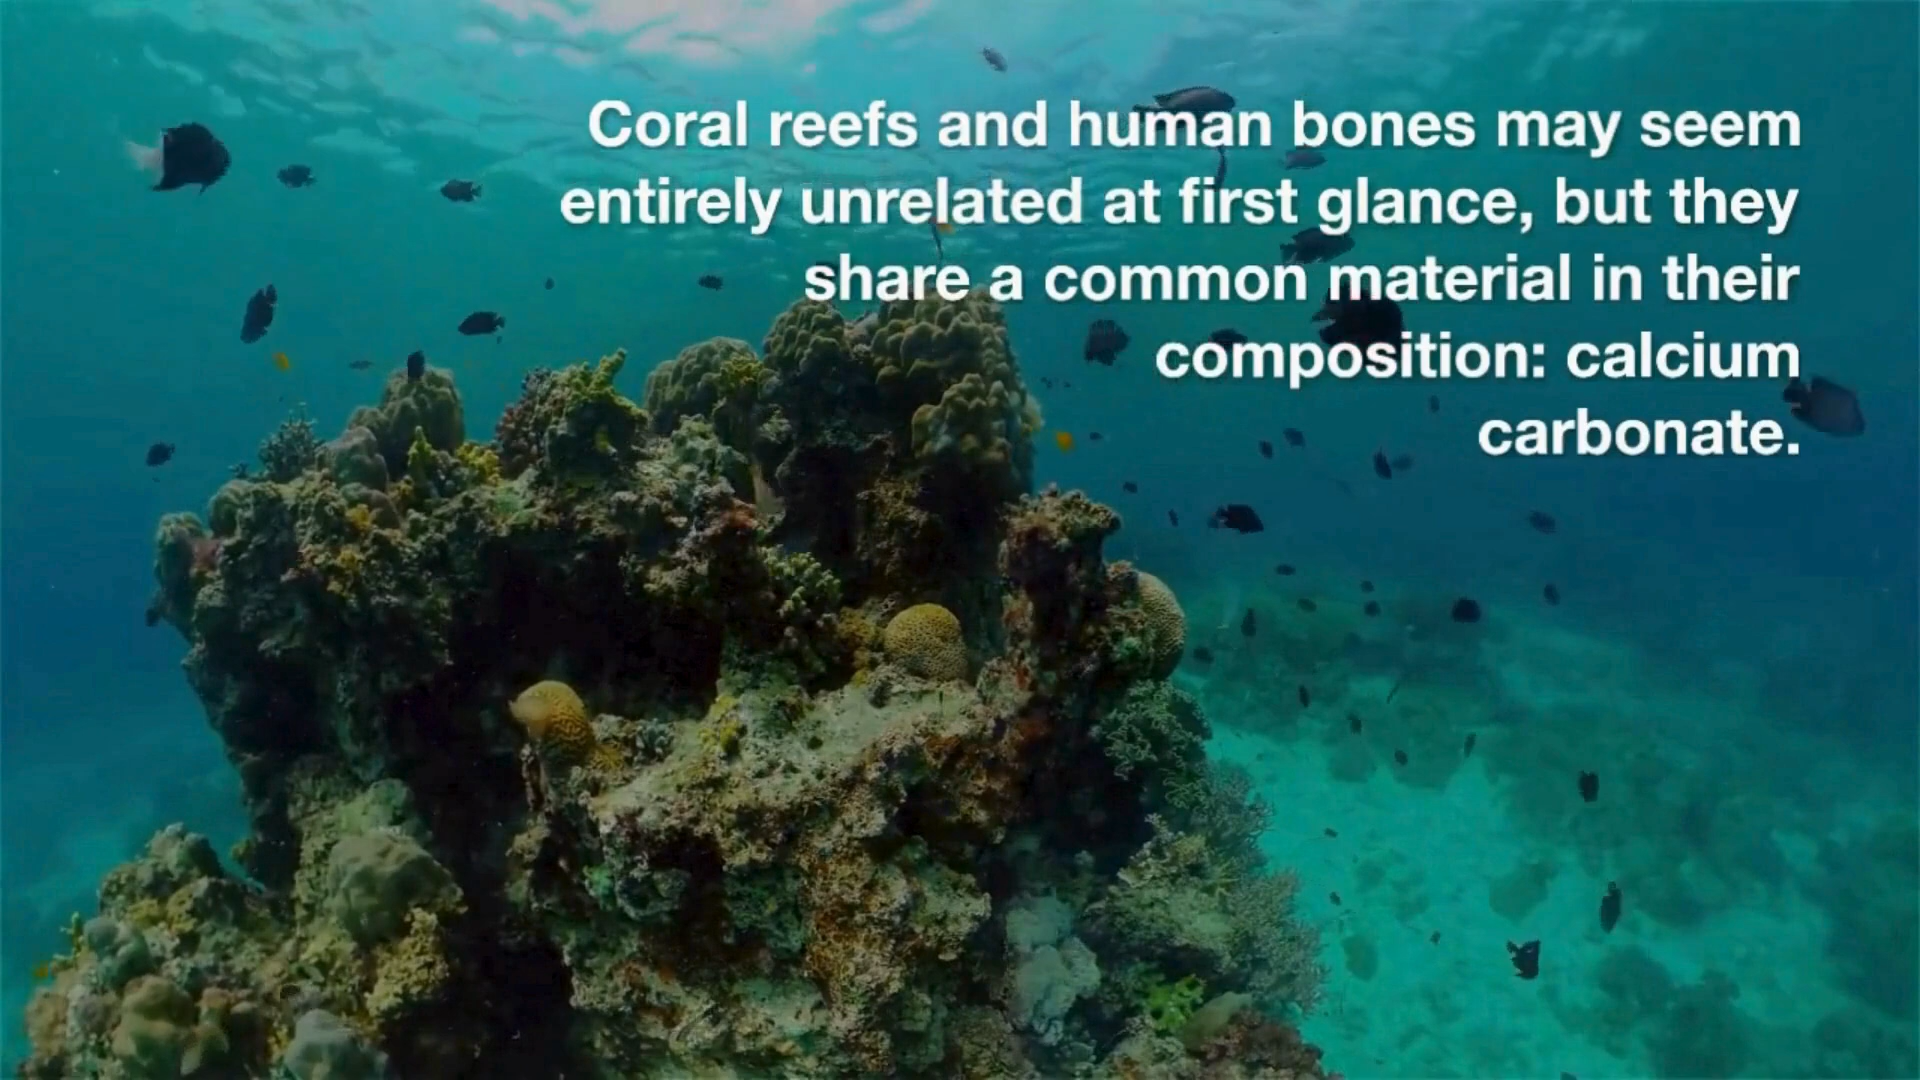 Coral reefs and human bones may seem
entirely unrelated at first glance, but they
share a common material in their
composition: calcium
carbonate.